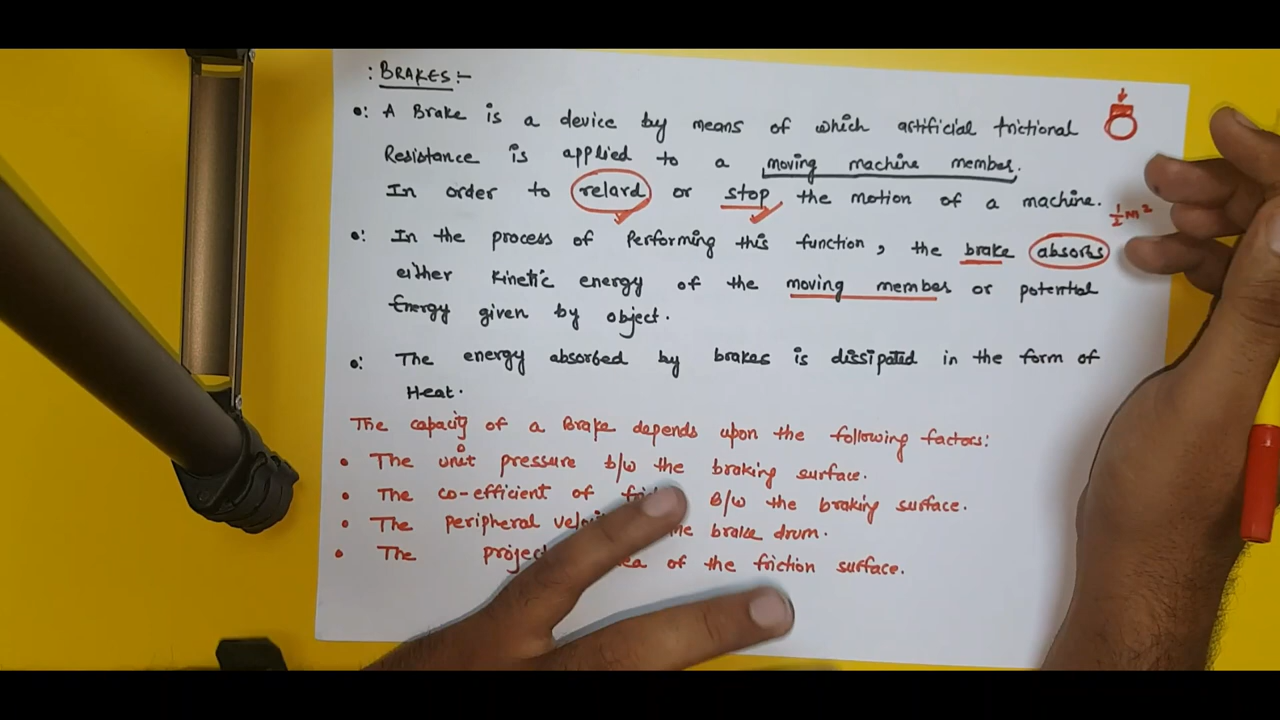 : BRAKES:-
•: A Brake is a device by means of which artificial frictional
Resistance is applied to a moving machine member.
In order to relard or stop the motion of a machine.
1/2 m²
•: In the process of Performing this function, the brake absorbs
either Kinetic energy of the moving member or potential
Energy given by object.
•: The energy absorbed by brakes is dissipated in the form of
Heat.
The capacity of a Brake depends upon the following factors:
• The unit pressure b/w the braking surface.
• The co-efficient of B/w the braking surface.
• The peripheral brake drum.
• The of the friction surface.